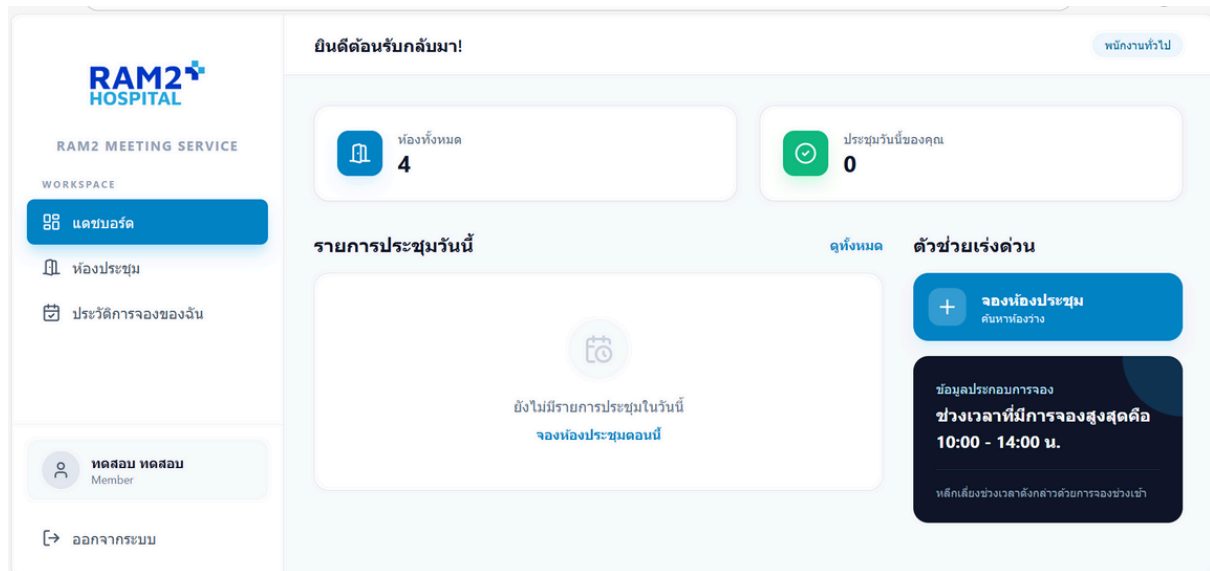 RAM2
HOSPITAL
RAM2 MEETING SERVICE
WORKSPACE
แดชบอร์ด
ห้องประชุม
ประวัติการจองของฉัน
ทดสอบ ทดสอบ
Member
ออกจากระบบ
ยินดีต้อนรับกลับมา!
พนักงานทั่วไป
ห้องทั้งหมด
4
ประชุมวันนี้ของคุณ
0
รายการประชุมวันนี้
ดูทั้งหมด
ยังไม่มีรายการประชุมในวันนี้
จองห้องประชุมตอนนี้
ตัวช่วยเร่งด่วน
จองห้องประชุม
ค้นหาห้องว่าง
ข้อมูลประกอบการจอง
ช่วงเวลาที่มีการจองสูงสุดคือ
10:00 - 14:00 น.
หลีกเลี่ยงช่วงเวลาดังกล่าวด้วยการจองช่วงเช้า